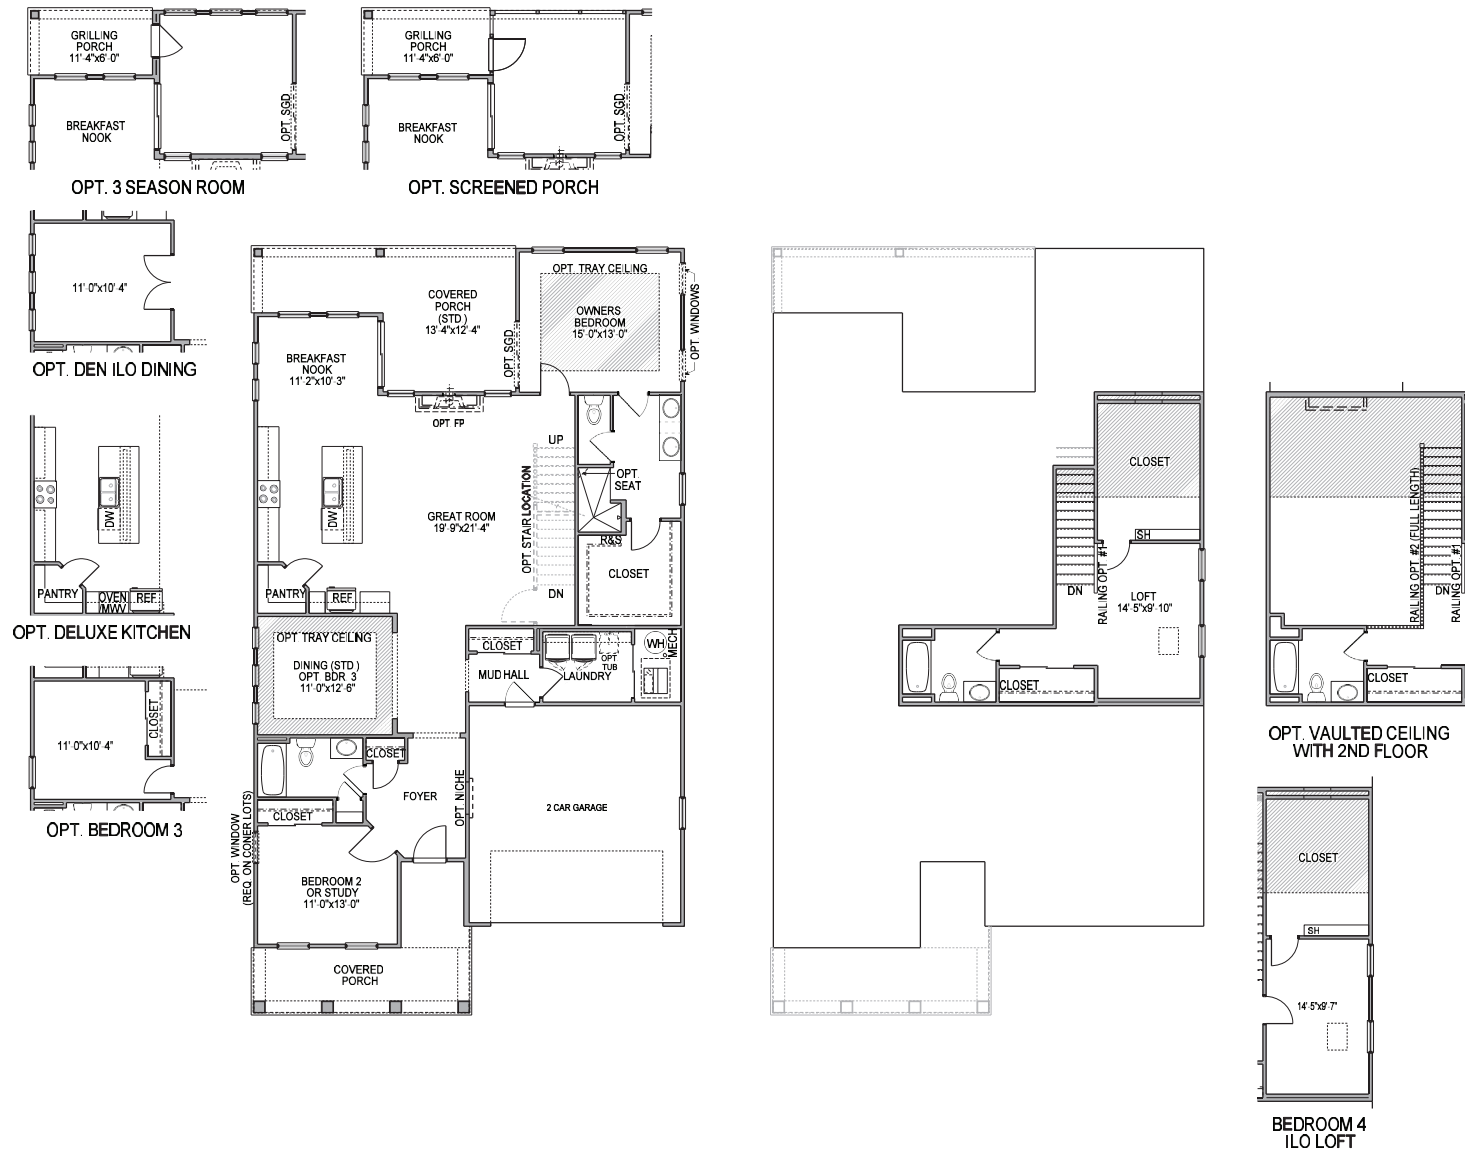 GRILLING
PORCH
11'-4"x6'-0"
BREAKFAST
NOOK
OPT. SGD
OPT. 3 SEASON ROOM
GRILLING
PORCH
11'-4"x6'-0"
BREAKFAST
NOOK
OPT. SGD
OPT. SCREENED PORCH
11'-0"x10'-4"
OPT. DEN ILO DINING
DW
PANTRY
OVEN
/MWV
REF
OPT. DELUXE KITCHEN
CLOSET
11'-0"x10'-4"
OPT. BEDROOM 3
OPT. TRAY CEILING
OWNERS
BEDROOM
15'-0"x13'-0"
OPT. WINDOWS
COVERED
PORCH
(STD )
13'-4"x12'-4"
OPT. SGD
BREAKFAST
NOOK
11'-2"x10'-3"
OPT. FP
UP
OPT.
SEAT
OPT. STAIR LOCATION
GREAT ROOM
19'-9"x21'-4"
DW
R&S
CLOSET
DN
PANTRY
REF
OPT TRAY CEILING
DINING (STD )
OPT. BDR 3
11'-0"x12'-6"
CLOSET
MUD HALL
OPT
TUB
LAUNDRY
WH
MECH
CLOSET
FOYER
OPT. NICHE
2 CAR GARAGE
CLOSET
OPT. WINDOW
(REQ. ON CONER LOTS)
BEDROOM 2
OR STUDY
11'-0"x13'-0"
COVERED
PORCH
CLOSET
SH
RAILING OPT. #1
DN
LOFT
14'-5"x9'-10"
CLOSET
RAILING OPT. #2 (FULL LENGTH)
RAILING OPT. #1
DN
CLOSET
OPT. VAULTED CEILING
WITH 2ND FLOOR
CLOSET
SH
14'-5"x9'-7"
BEDROOM 4
ILO LOFT